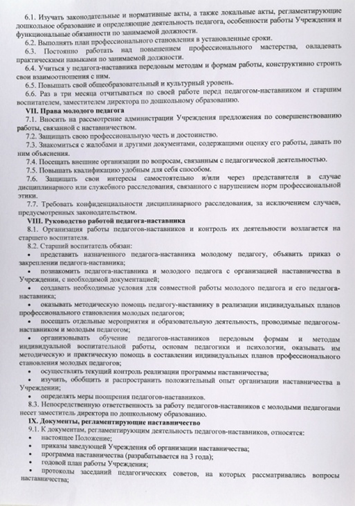 6.1. Изучать законодательные и нормативные акты, а также локальные акты, регламентирующие
дошкольное образование и определяющие деятельность педагога, особенности работы Учреждения и
функциональные обязанности по занимаемой должности.
6.2. Выполнять план профессионального становления в установленные сроки.
6.3. Постоянно работать над повышением профессионального мастерства, овладевать
практическими навыками по занимаемой должности.
6.4. Учиться у педагога-наставника передовым методам и формам работы, конструктивно строить
свои взаимоотношения с ним.
6.5. Повышать свой общеобразовательный и культурный уровень.
6.6. Раз в три месяца отчитываться по своей работе перед педагогом-наставником и старшим
воспитателем, заместителем директора по дошкольному образованию.
VII. Права молодого педагога
7.1. Вносить на рассмотрение администрации Учреждения предложения по совершенствованию
работы, связанной с наставничеством.
7.2. Защищать свою профессиональную честь и достоинство.
7.3. Знакомиться с жалобами и другими документами, содержащими оценку его работы, давать по
ним объяснения.
7.4. Посещать внешние организации по вопросам, связанным с педагогической деятельностью.
7.5. Повышать квалификацию удобным для себя способом.
7.6. Защищать свои интересы самостоятельно и/или через представителя в случае
дисциплинарного или служебного расследования, связанного с нарушением норм профессиональной
этики.
7.7. Требовать конфиденциальности дисциплинарного расследования, за исключением случаев,
предусмотренных законодательством.
VIII. Руководство работой педагога-наставника
8.1. Организация работы педагогов-наставников и контроль их деятельности возлагается на
старшего воспитателя.
8.2. Старший воспитатель обязан:
• представить назначенного педагога-наставника молодому педагогу, объявить приказ о
закреплении педагога-наставника;
• познакомить педагога-наставника и молодого педагога с организацией наставничества в
Учреждении, с необходимой документацией;
• создавать необходимые условия для совместной работы молодого педагога и его педагога-
наставника;
• оказывать методическую помощь педагогу-наставнику в реализации индивидуальных планов
профессионального становления молодых педагогов;
• посещать отдельные мероприятия и образовательную деятельность, проводимые педагогом-
наставником и молодым педагогом;
• организовывать обучение педагогов-наставников передовым формам и методам
индивидуальной воспитательной работы, основам педагогики и психологии, оказывать им
методическую и практическую помощь в составлении индивидуальных планов профессионального
становления молодых педагогов;
• осуществлять текущий контроль реализации программы наставничества;
• изучить, обобщить и распространить положительный опыт организации наставничества в
Учреждении;
• определять меры поощрения педагогов-наставников.
8.3. Непосредственную ответственность за работу педагогов-наставников с молодыми педагогами
несет заместитель директора по дошкольному образованию.
IX. Документы, регламентирующие наставничество
9.1. К документам, регламентирующим деятельность педагогов-наставников, относятся:
• настоящее Положение;
• приказы заведующей Учреждения об организации наставничества;
• программа наставничества (разрабатывается на 3 года);
• годовой план работы Учреждения;
• протоколы заседаний педагогических советов, на которых рассматривались вопросы
наставничества;